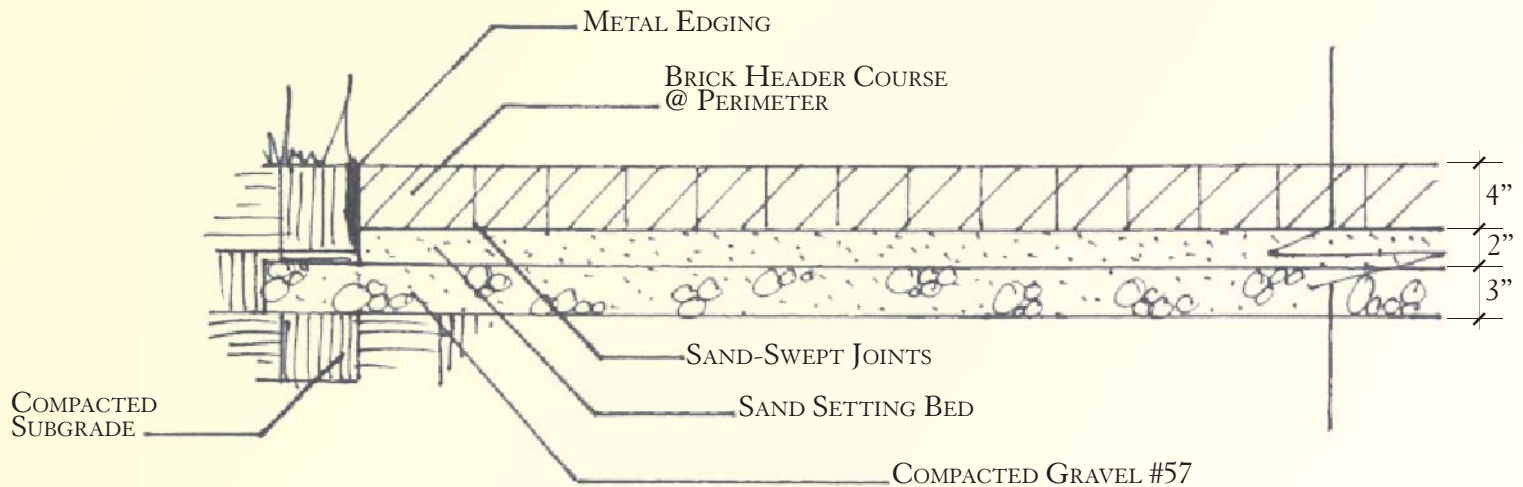 Metal Edging
Brick Header Course
@ Perimeter
4”
2”
3”
Sand-Swept Joints
Sand Setting Bed
Compacted
Subgrade
Compacted Gravel #57